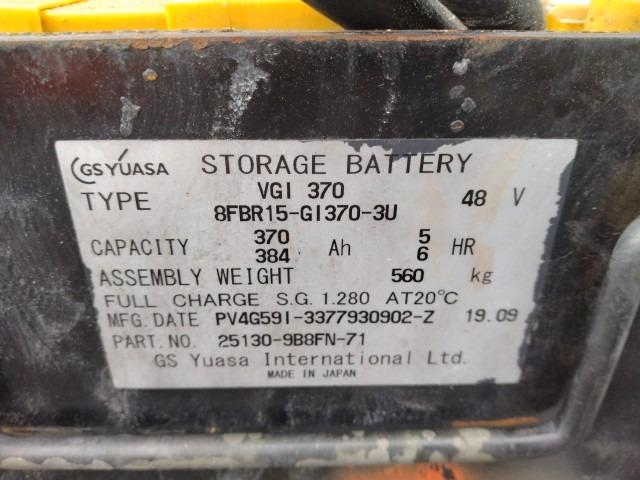 GS YUASA STORAGE BATTERY
TYPE VGI 370 48 V
8FBR15-GI370-3U
CAPACITY 370 Ah 5 HR
384 6
ASSEMBLY WEIGHT 560 kg
FULL CHARGE S.G. 1.280 AT20°C
MFG. DATE PV4G59I-3377930902-Z 19.09
PART. NO. 25130-9B8FN-71
GS Yuasa International Ltd.
MADE IN JAPAN